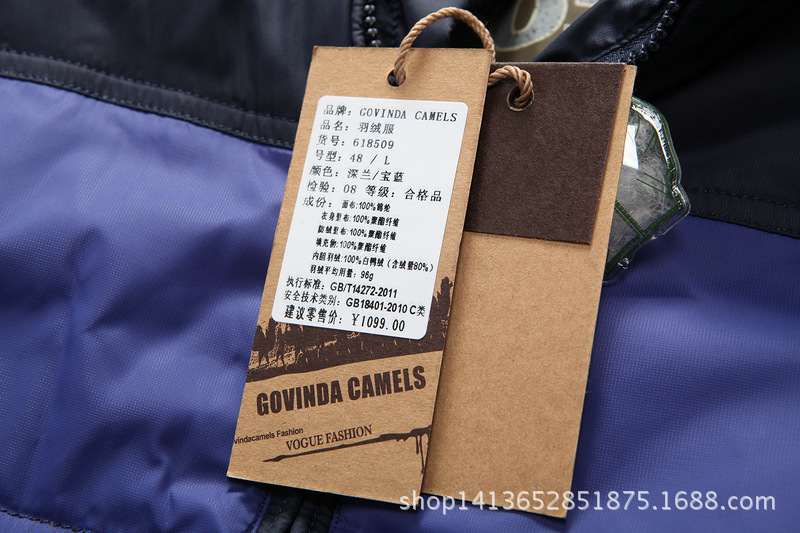 品牌: GOVINDA CAMELS
品名: 羽绒服
货号: 618509
号型: 48 / L
颜色: 深兰/宝蓝
检验: 08 等级: 合格品
成份: 面布:100%锦纶
衣身里布:100%聚酯纤维
防绒里布:100%聚酯纤维
填充物:100%聚酯纤维
内胆羽绒:100%白鸭绒（含绒量80%）
羽绒平均用量: 96g
执行标准: GB/T14272-2011
安全技术类别: GB18401-2010 C类
建议零售价: ¥1099.00
GOVINDA CAMELS
vindacamels Fashion
VOGUE FASHION
shop1413652851875.1688.com